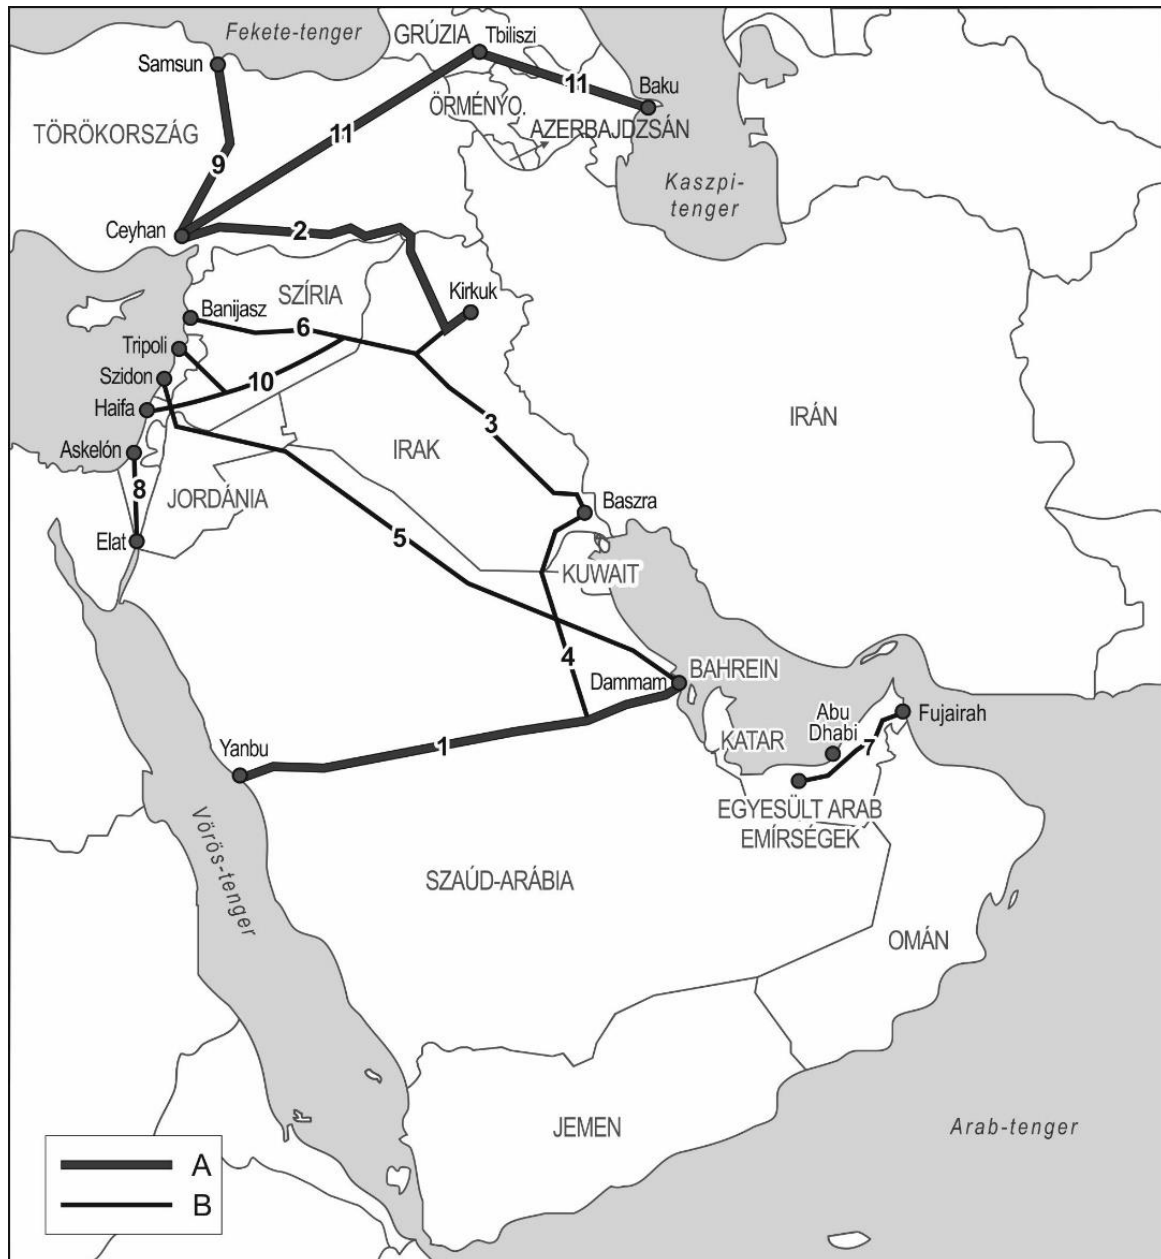 Fekete-tenger
GRÚZIA
Tbiliszi
Samsun
11
Baku
ÖRMÉNYO.
AZERBAJDZSÁN
TÖRÖKORSZÁG
11
9
Kaszpi-
tenger
Ceyhan
2
SZÍRIA
Kirkuk
Banijasz
6
Tripoli
Szidon
10
Haifa
3
IRÁN
Askelón
IRAK
8
JORDÁNIA
Baszra
5
Elat
KUWAIT
4
Dammam
BAHREIN
Fujairah
Abu
Dhabi
KATAR
7
Yanbu
1
EGYESÜLT ARAB
EMÍRSÉGEK
Vörös-tenger
SZAÚD-ARÁBIA
OMÁN
JEMEN
Arab-tenger
A
B